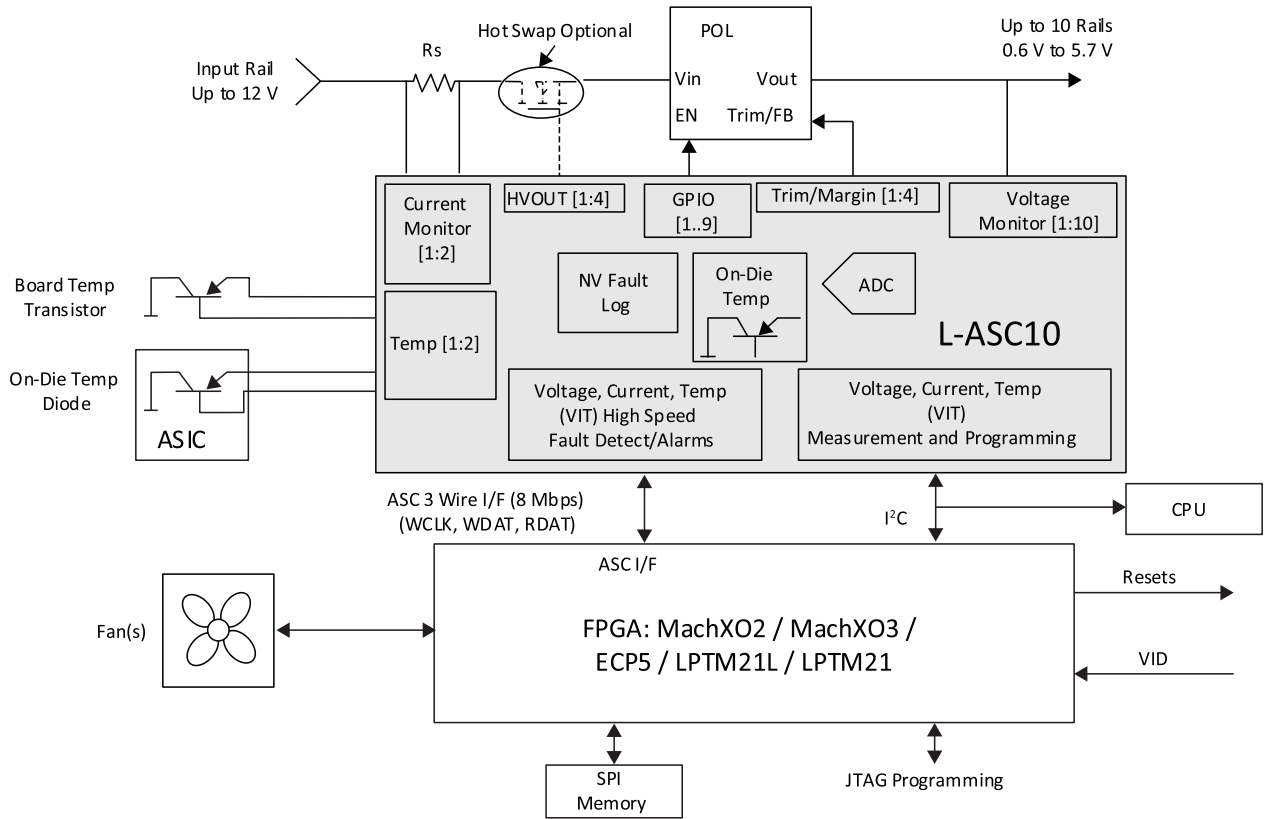 Hot Swap Optional
POL
Up to 10 Rails
0.6 V to 5.7 V
Rs
Input Rail
Up to 12 V
Vin
Vout
EN
Trim/FB
Current
Monitor
[1:2]
HVOUT [1:4]
GPIO
[1..9]
Trim/Margin [1:4]
Voltage
Monitor [1:10]
Board Temp
Transistor
NV Fault
Log
On-Die
Temp
ADC
L-ASC10
Temp [1:2]
On-Die Temp
Diode
ASIC
Voltage, Current, Temp
(VIT) High Speed
Fault Detect/Alarms
Voltage, Current, Temp
(VIT)
Measurement and Programming
ASC 3 Wire I/F (8 Mbps)
(WCLK, WDAT, RDAT)
I²C
CPU
ASC I/F
Fan(s)
FPGA: MachXO2 / MachXO3 /
ECP5 / LPTM21L / LPTM21
Resets
VID
SPI
Memory
JTAG Programming